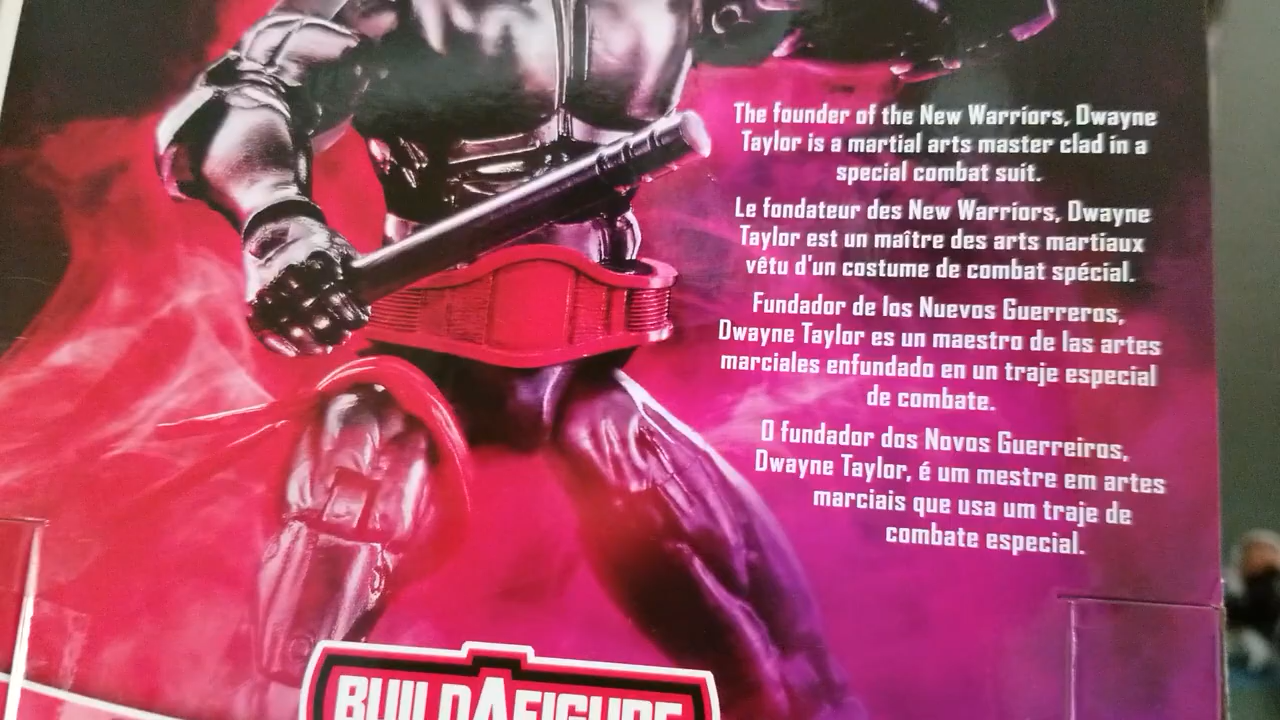 The founder of the New Warriors, Dwayne
Taylor is a martial arts master clad in a
special combat suit.
Le fondateur des New Warriors, Dwayne
Taylor est un maître des arts martiaux
vêtu d'un costume de combat spécial.
Fundador de los Nuevos Guerreros,
Dwayne Taylor es un maestro de las artes
marciales enfundado en un traje especial
de combate.
O fundador dos Novos Guerreiros,
Dwayne Taylor, é um mestre em artes
marciais que usa um traje de
combate especial.
BUILDAFIGURE